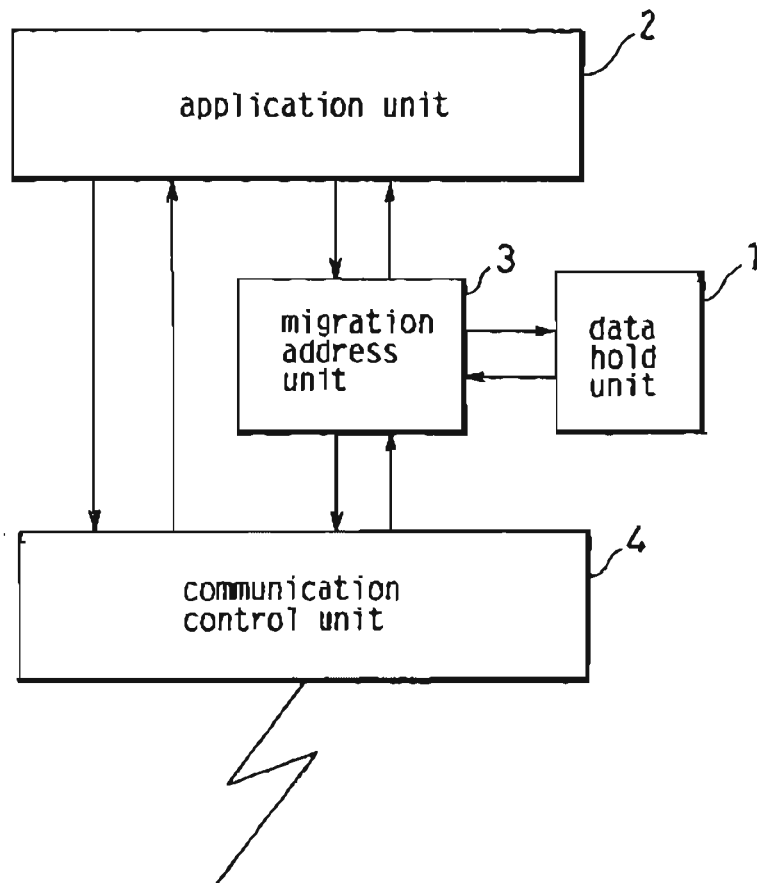 2
application unit
3
1
migration
address
unit
data
hold
unit
4
communication
control unit